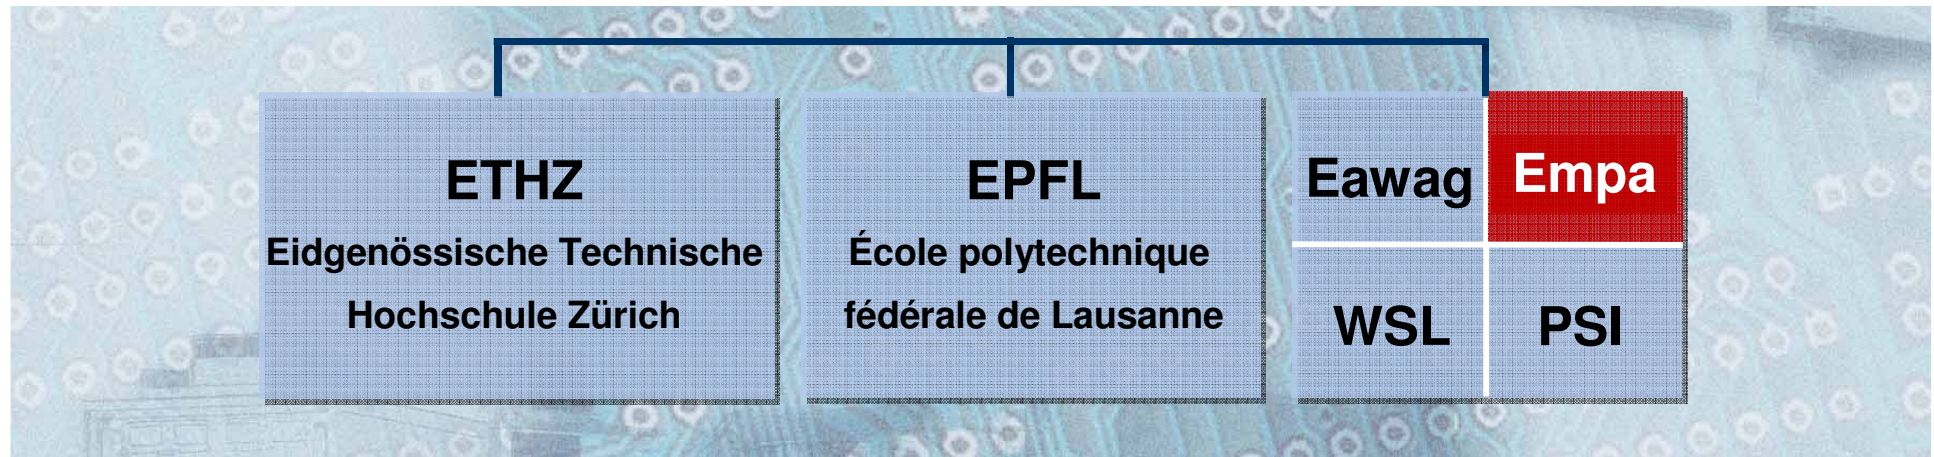 ETHZ
Eidgenössische Technische
Hochschule Zürich
EPFL
École polytechnique
fédérale de Lausanne
Eawag
Empa
WSL
PSI